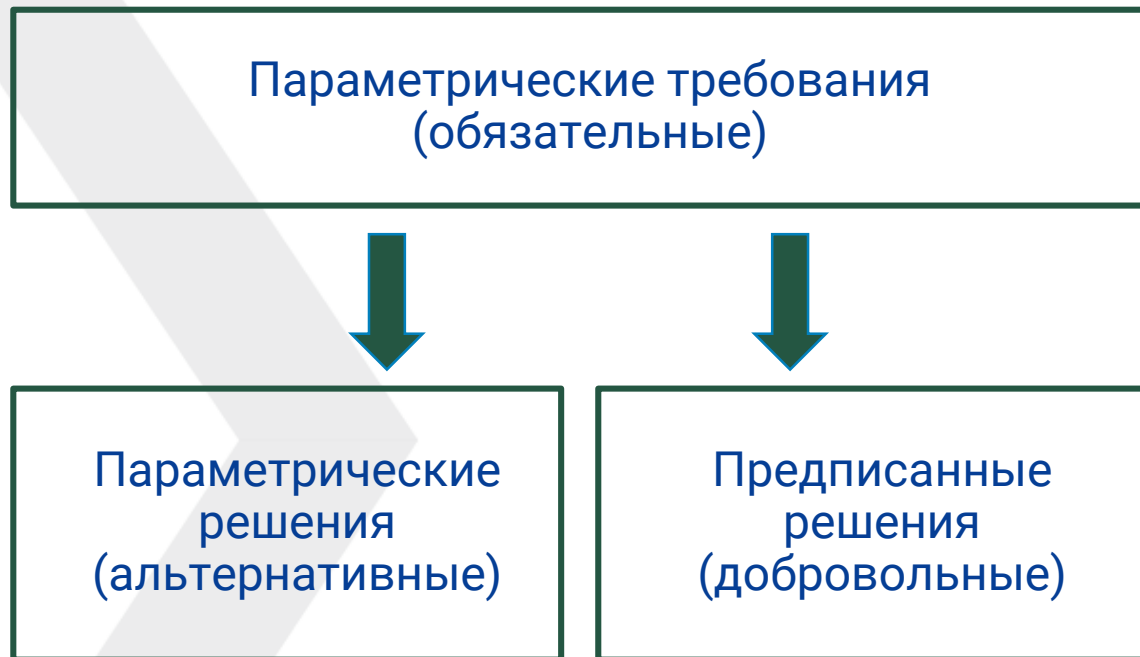 Параметрические требования
(обязательные)
Параметрические
решения
(альтернативные)
Предписанные
решения
(добровольные)